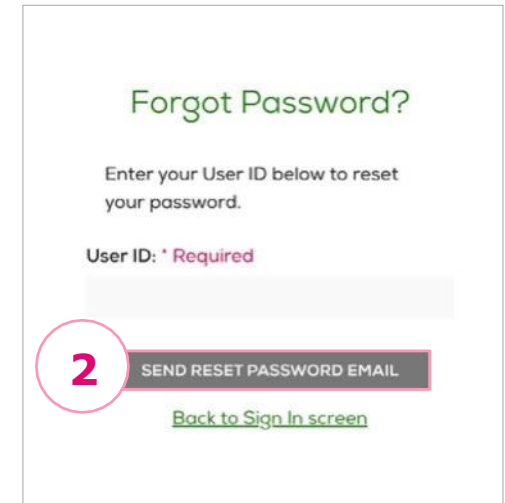 Forgot Password?
Enter your User ID below to reset
your password.
User ID: * Required
2
SEND RESET PASSWORD EMAIL
Back to Sign In screen